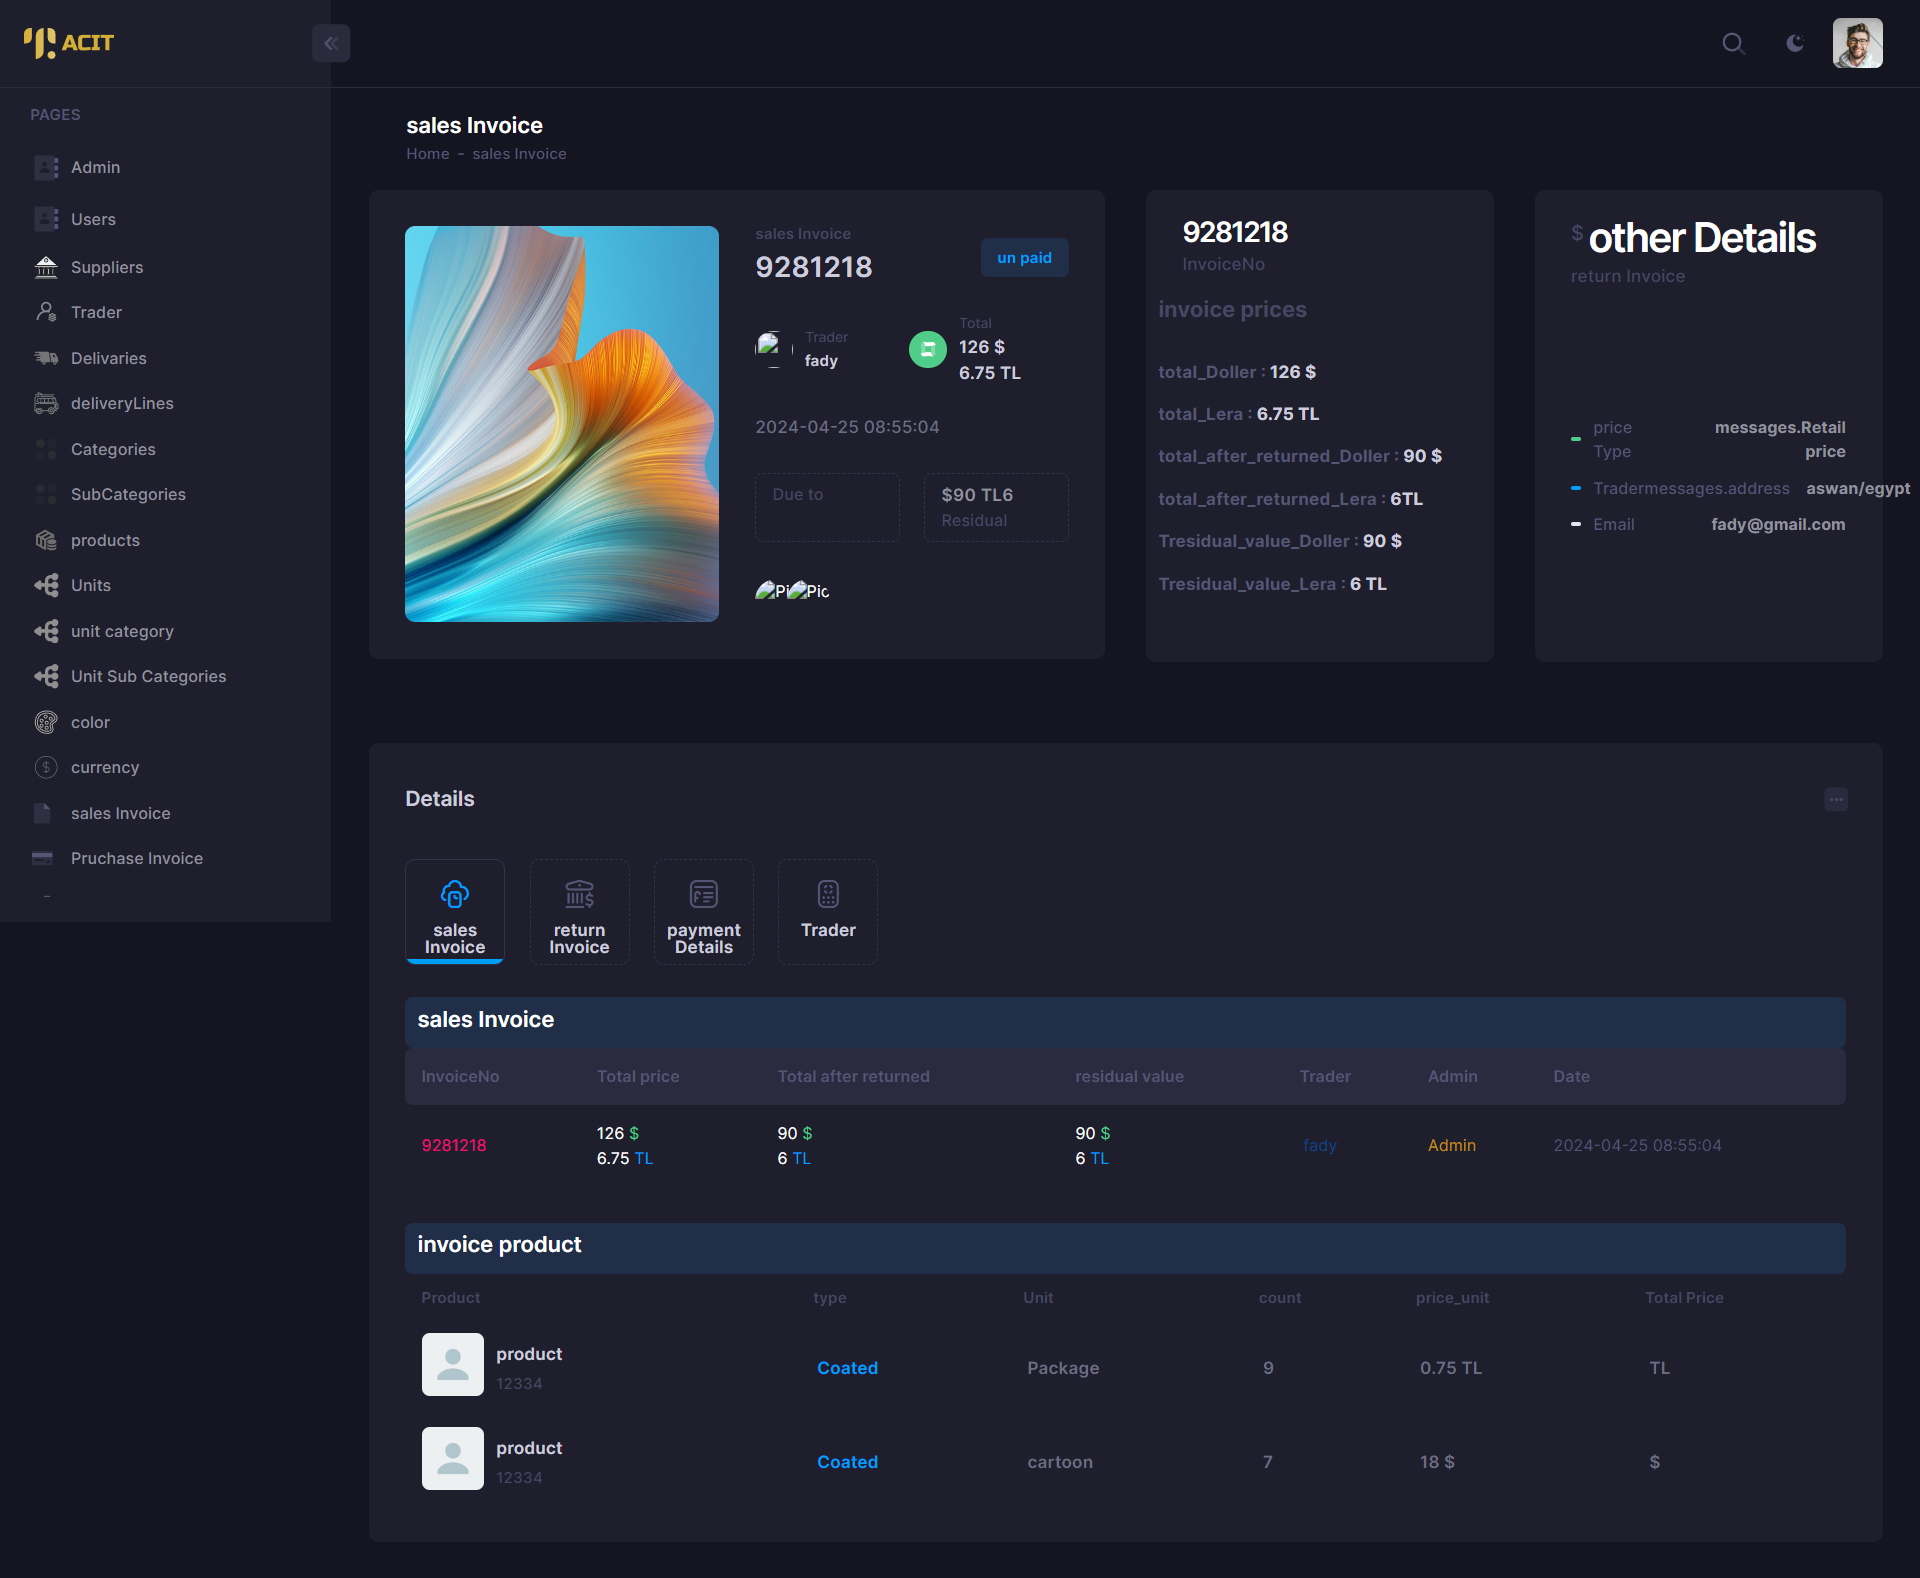 ACIT
PAGES
Admin
Users
Suppliers
Trader
Delivaries
deliveryLines
Categories
SubCategories
products
Units
unit category
Unit Sub Categories
color
currency
sales Invoice
Pruchase Invoice
sales Invoice
Home - sales Invoice
sales Invoice
9281218
un paid
Trader
fady
Total
126 $
6.75 TL
2024-04-25 08:55:04
Due to
$90 TL6
Residual
Pi Pic
9281218
InvoiceNo
invoice prices
total_Doller : 126 $
total_Lera : 6.75 TL
total_after_returned_Doller : 90 $
total_after_returned_Lera : 6TL
Tresidual_value_Doller : 90 $
Tresidual_value_Lera : 6 TL
$ other Details
return Invoice
price Type
messages.Retail price
Tradermessages.address aswan/egypt
Email fady@gmail.com
Details
sales
Invoice
return
Invoice
payment
Details
Trader
sales Invoice
InvoiceNo Total price Total after returned residual value Trader Admin Date
9281218
126 $
6.75 TL
90 $
6 TL
90 $
6 TL
fady
Admin
2024-04-25 08:55:04
invoice product
Product type Unit count price_unit Total Price
product
12334
Coated Package 9 0.75 TL TL
product
12334
Coated cartoon 7 18 $ $